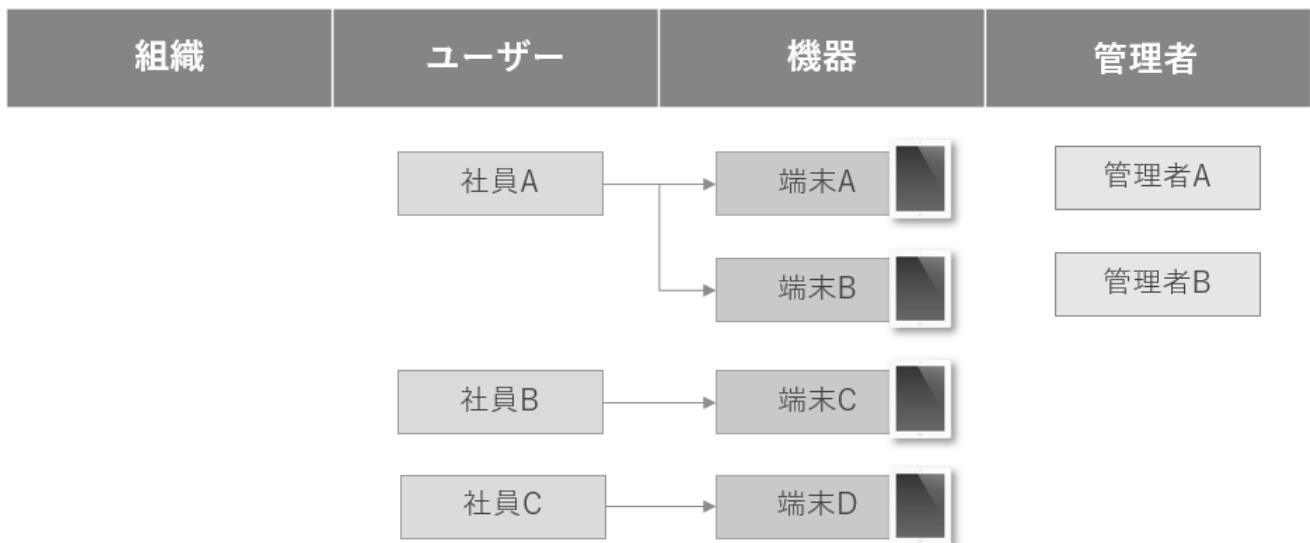 組織
ユーザー
機器
管理者
社員A
端末A
管理者A
端末B
管理者B
社員B
端末C
社員C
端末D